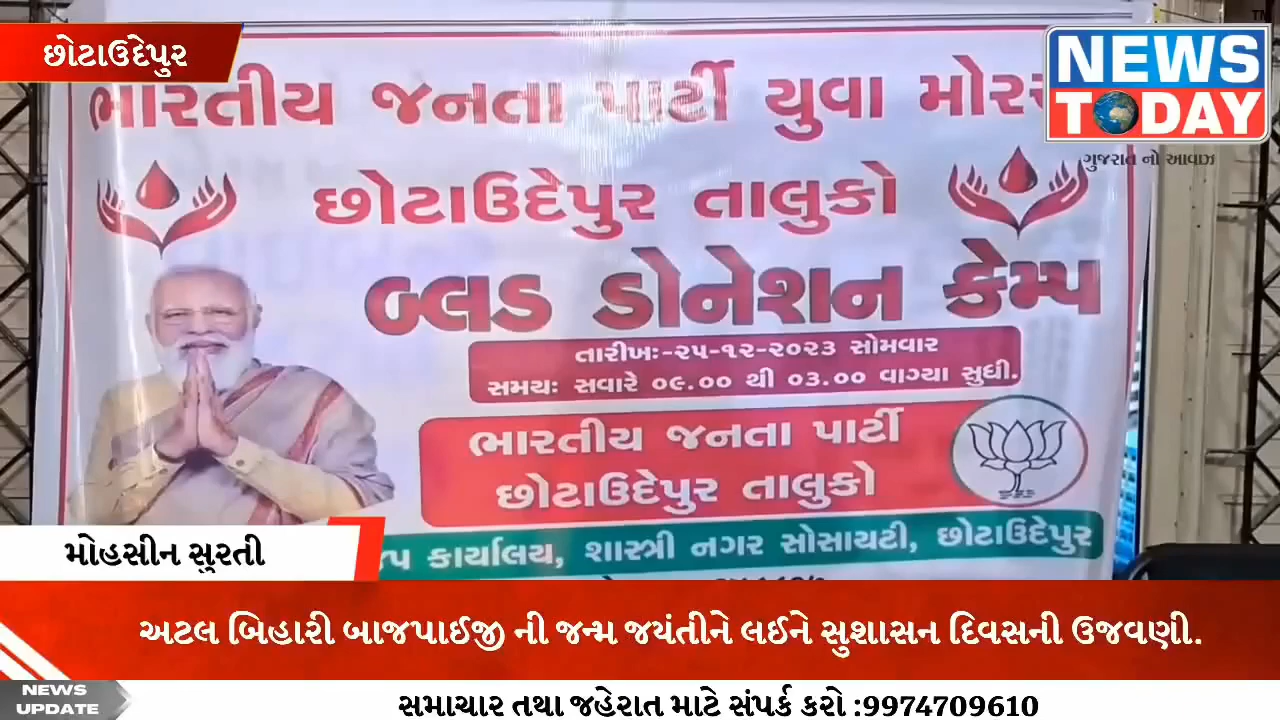 છોટાઉદેપુર
NEWS
TODAY
TM
ગુજરાત નો આવાઝ
ભારતીય જનતા પાર્ટી યુવા
છોટાઉદેપુર તાલુકો
બ્લડ ડોનેશન કેમ્પ
તારીખઃ-૨૫-૧૨-૨૦૨૩ સોમવાર
સમયઃ સવારે ૦૯.૦૦ થી ૦૩.૦૦ વાગ્યા સુધી.
ભારતીય જનતા પાર્ટી
છોટાઉદેપુર તાલુકો
કાર્યાલય, શાસ્ત્રી નગર સોસાયટી, છોટાઉદેપુર
મોહસીન સુરતી
અટલ બિહારી બાજપાઈજી ની જન્મ જયંતીને લઈને સુશાસન દિવસની ઉજવણી.
NEWS
UPDATE
સમાચાર તથા જહેરાત માટે સંપર્ક કરો :9974709610